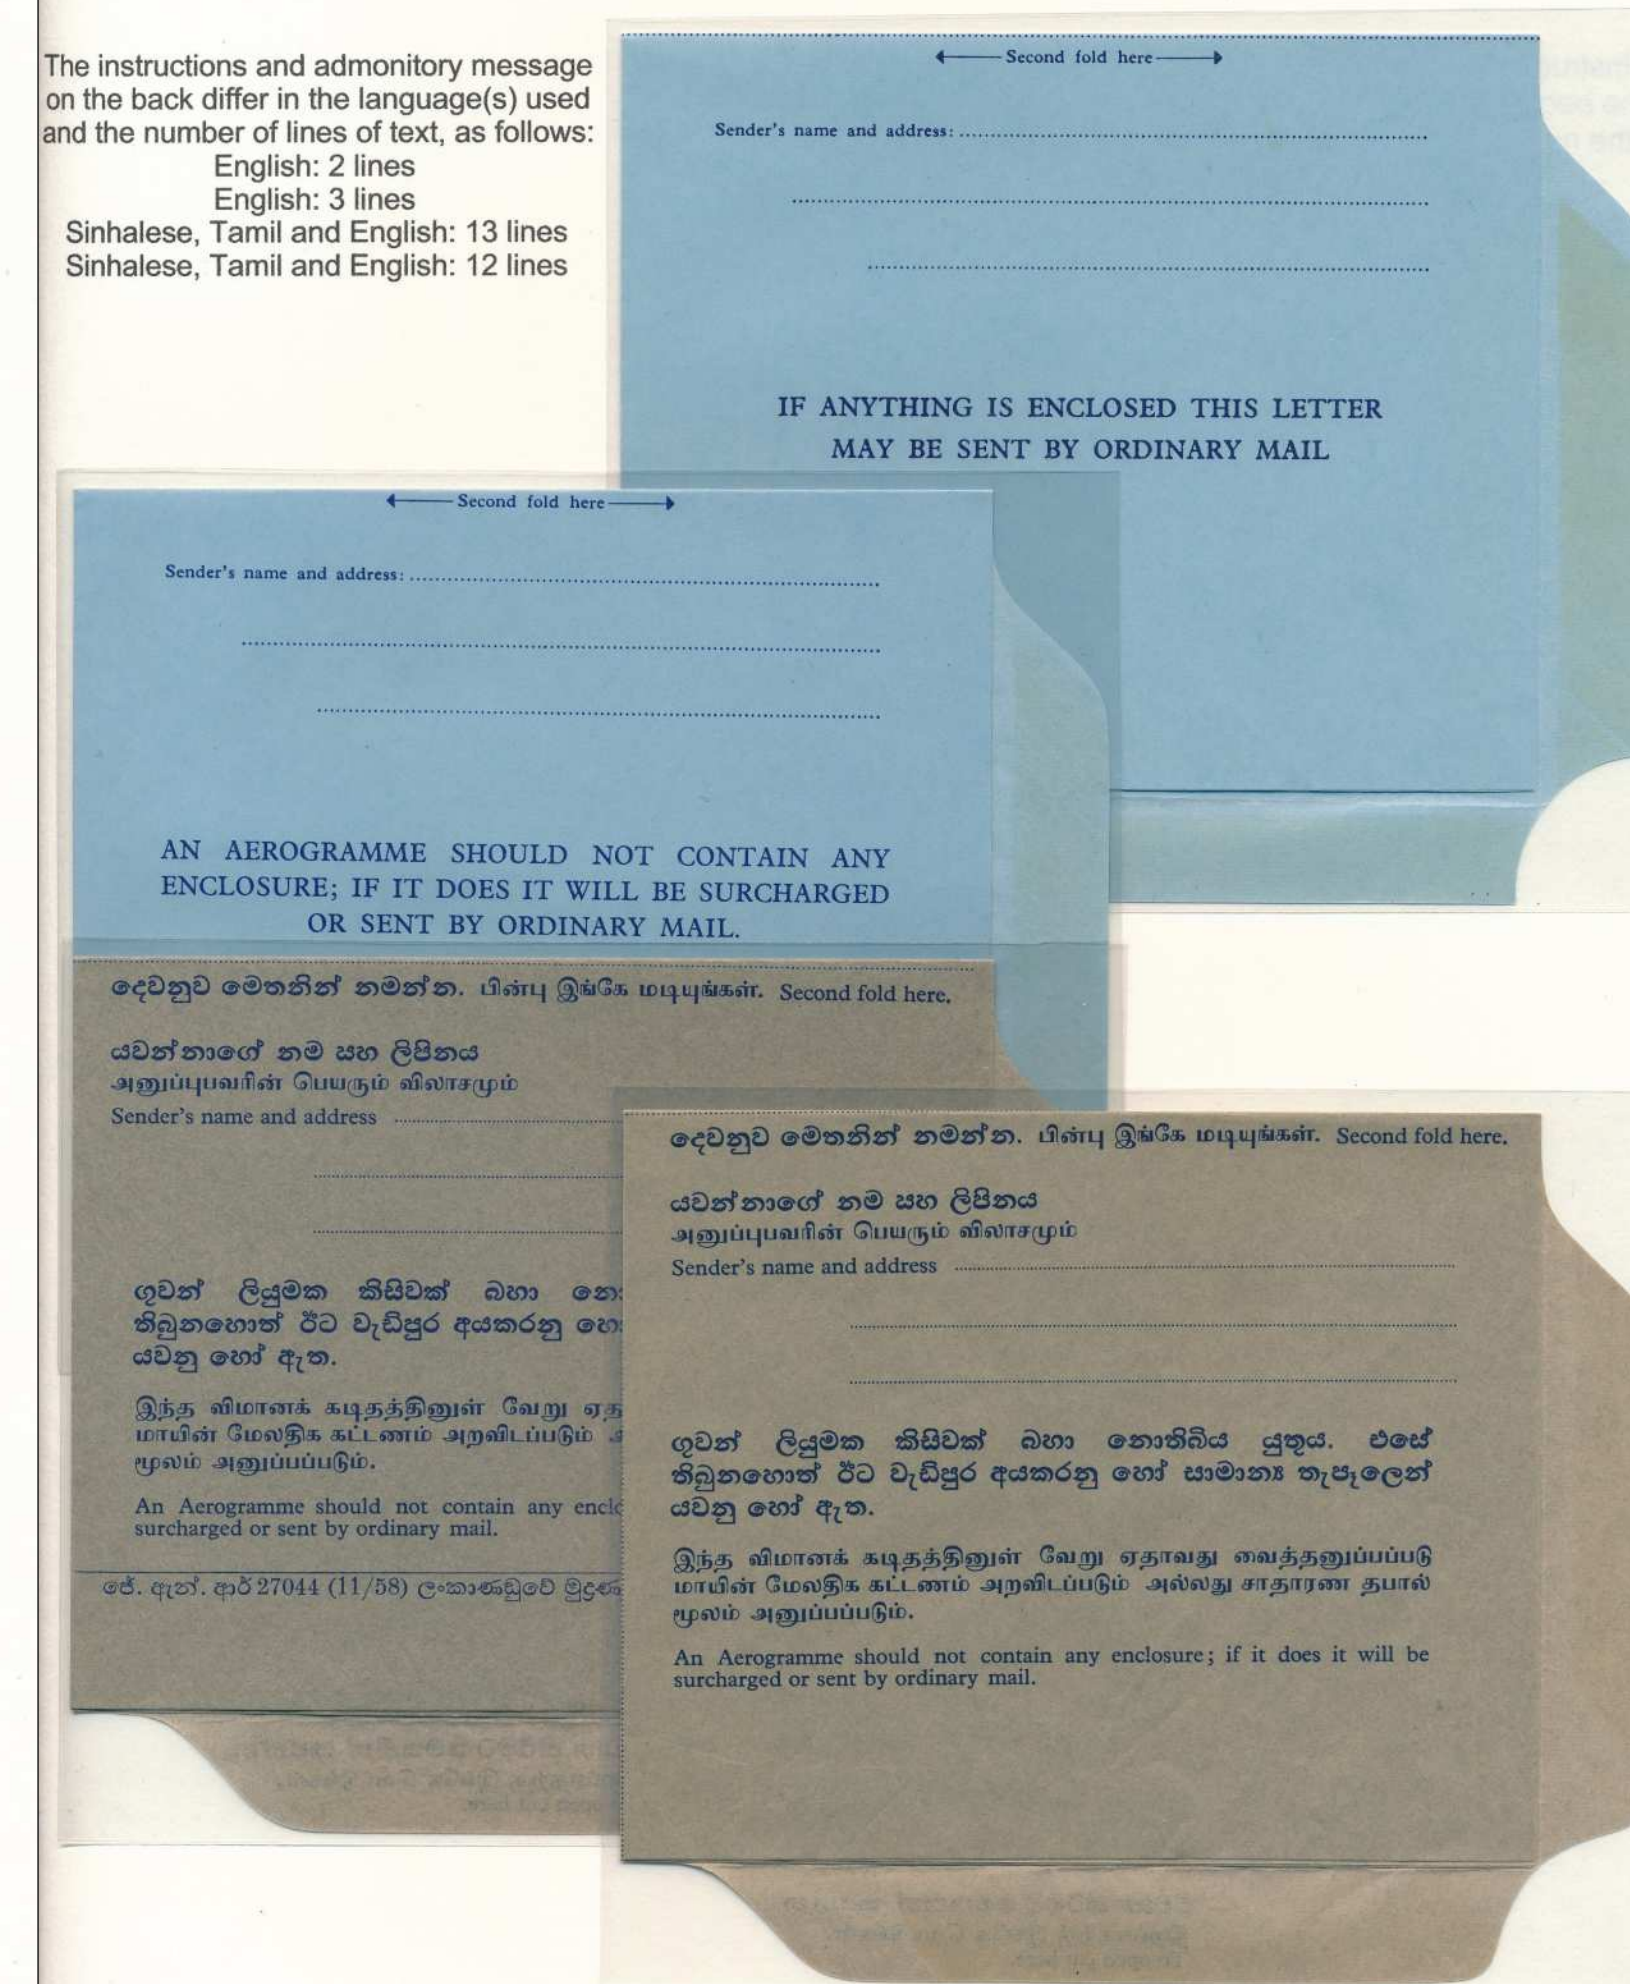 The instructions and admonitory message
on the back differ in the language(s) used
and the number of lines of text, as follows:
English: 2 lines
English: 3 lines
Sinhalese, Tamil and English: 13 lines
Sinhalese, Tamil and English: 12 lines
Second fold here
Sender's name and address:
IF ANYTHING IS ENCLOSED THIS LETTER
MAY BE SENT BY ORDINARY MAIL
Second fold here
Sender's name and address:
AN AEROGRAMME SHOULD NOT CONTAIN ANY
ENCLOSURE; IF IT DOES IT WILL BE SURCHARGED
OR SENT BY ORDINARY MAIL.
දෙවනුව මෙතනින් නමන්න. பின்பு இங்கே மடியுங்கள். Second fold here.
යවන්නාගේ නම සහ ලිපිනය
அனுப்புபவரின் பெயரும் விலாசமும்
Sender's name and address
ගුවන් ලියුමක කිසිවක් බහා
තිබුනහොත් ඊට වැඩිපුර අයකරනු
යවනු හෝ ඇත.
இந்த விமானக் கடிதத்தினுள் வேறு
மாயின் மேலதிக கட்டணம் அறவிடப்படும்
மூலம் அனுப்பப்படும்.
An Aerogramme should not contain any
surcharged or sent by ordinary mail.
ජේ. ඇන්. ආර් 27044 (11/58) ලංකාණ්ඩුවේ
දෙවනුව මෙතනින් නමන්න. பின்பு இங்கே மடியுங்கள். Second fold here.
යවන්නාගේ නම සහ ලිපිනය
அனுப்புபவரின் பெயரும் விலாசமும்
Sender's name and address
ගුවන් ලියුමක කිසිවක් බහා නොතිබිය යුතුය. එසේ
තිබුනහොත් ඊට වැඩිපුර අයකරනු හෝ සාමාන්‍ය තැපෑලෙන්
යවනු හෝ ඇත.
இந்த விமானக் கடிதத்தினுள் வேறு ஏதாவது வைத்தனுப்பப்படு
மாயின் மேலதிக கட்டணம் அறவிடப்படும் அல்லது சாதாரண தபால்
மூலம் அனுப்பப்படும்.
An Aerogramme should not contain any enclosure; if it does it will be
surcharged or sent by ordinary mail.